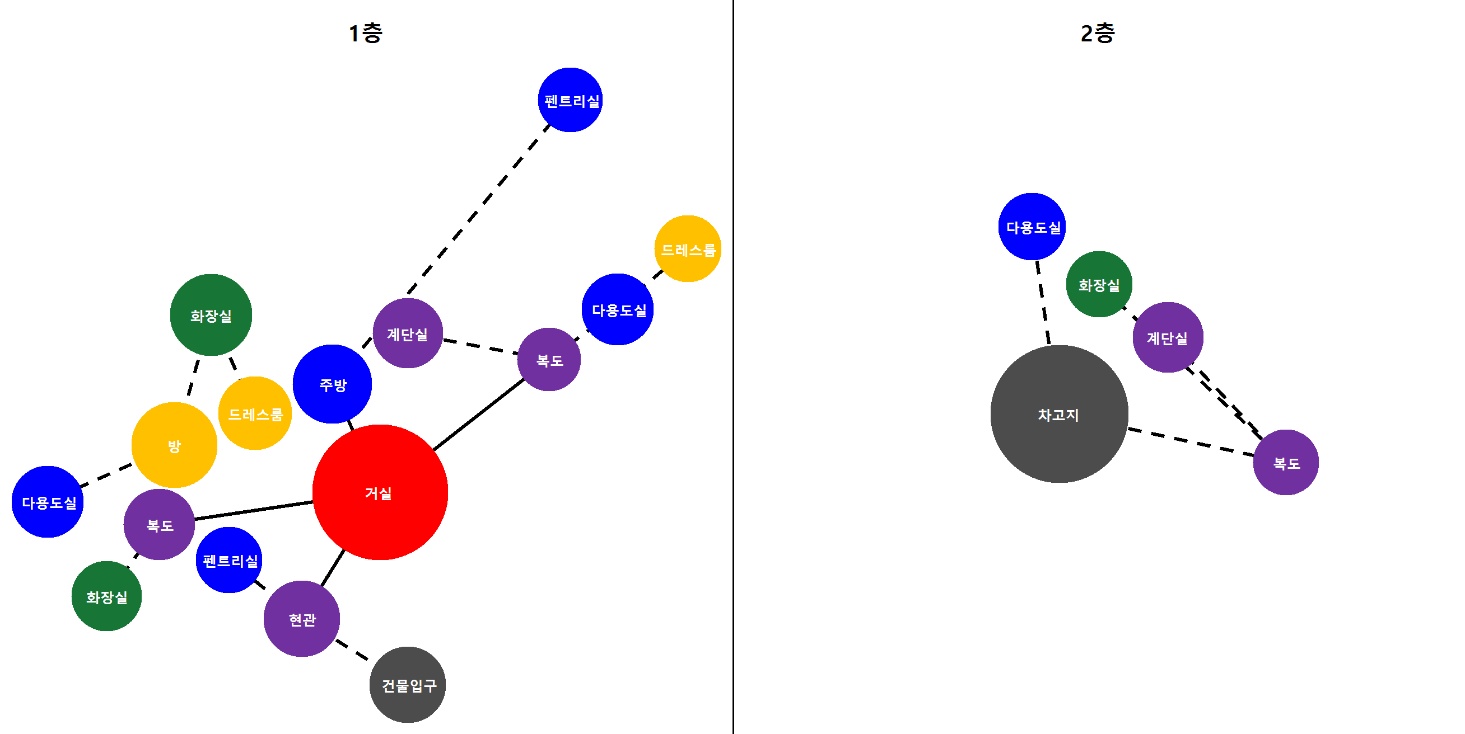 1층
펜트리실
드레스룸
다용도실
화장실
계단실
복도
주방
드레스룸
방
거실
다용도실
복도
펜트리실
화장실
현관
건물입구
2층
다용도실
화장실
계단실
차고지
복도